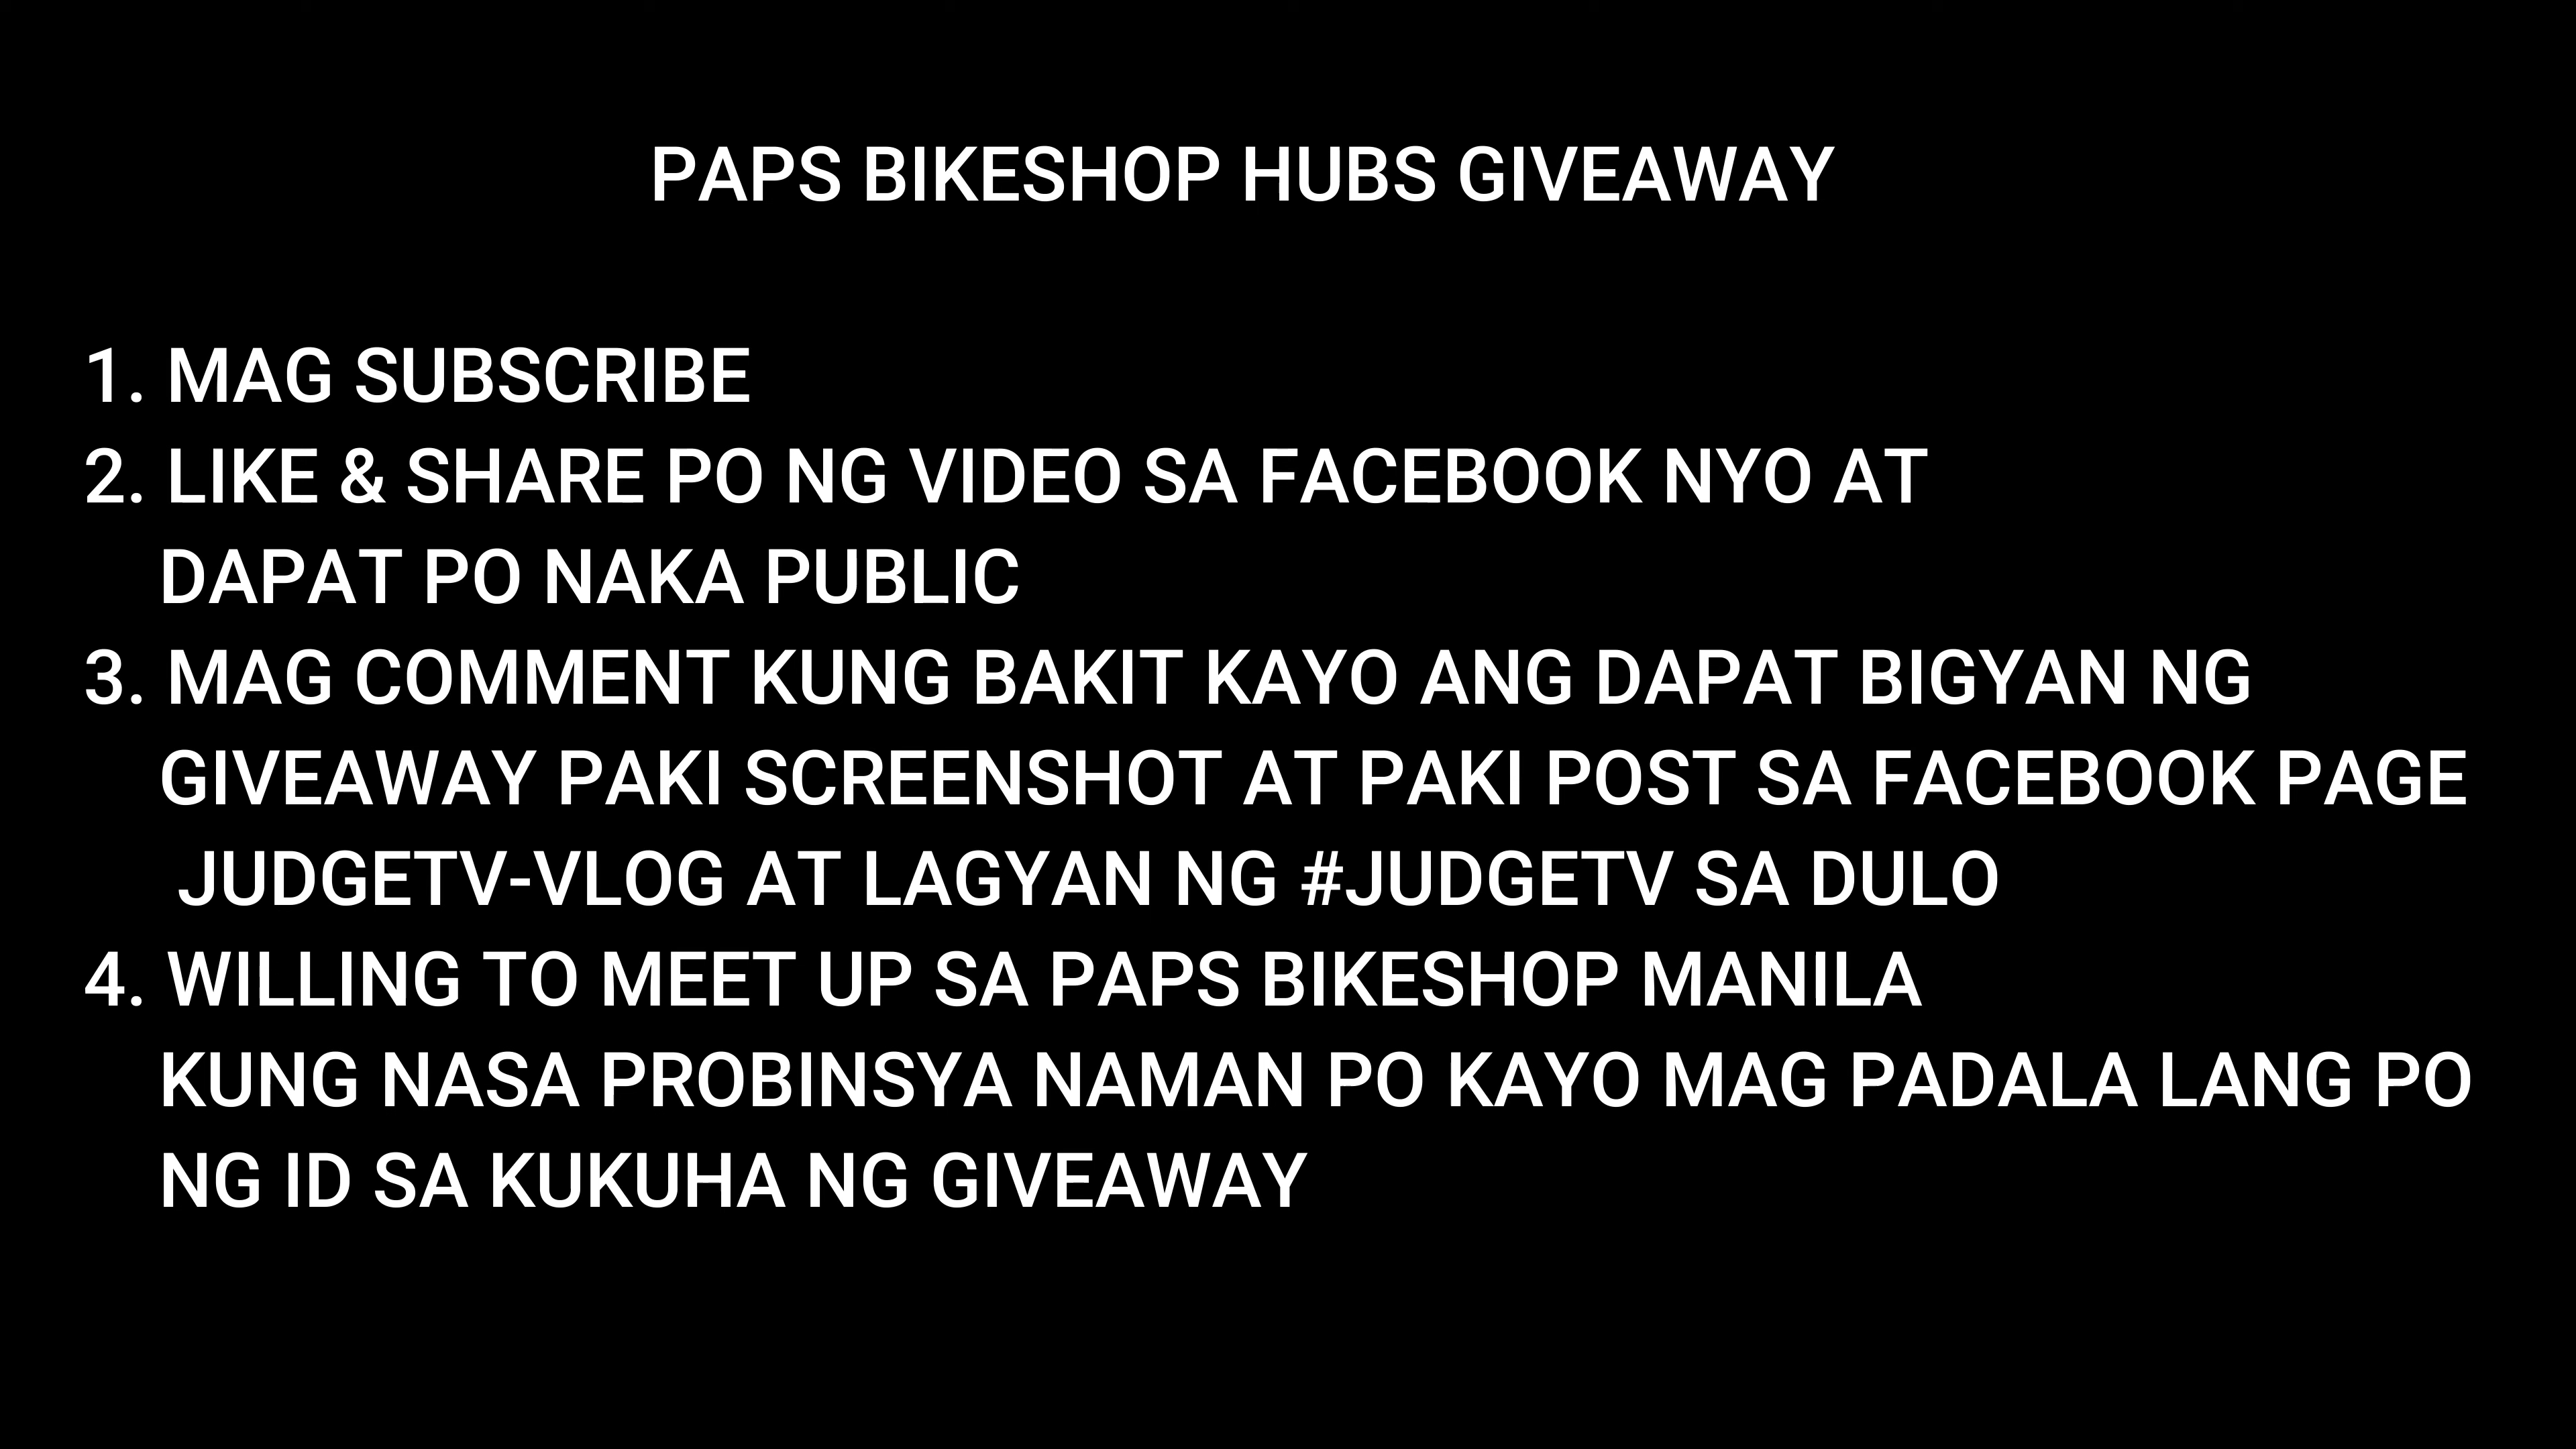 PAPS BIKESHOP HUBS GIVEAWAY
1. MAG SUBSCRIBE
2. LIKE & SHARE PO NG VIDEO SA FACEBOOK NYO AT
DAPAT PO NAKA PUBLIC
3. MAG COMMENT KUNG BAKIT KAYO ANG DAPAT BIGYAN NG
GIVEAWAY PAKI SCREENSHOT AT PAKI POST SA FACEBOOK PAGE
JUDGETV-VLOG AT LAGYAN NG #JUDGETV SA DULO
4. WILLING TO MEET UP SA PAPS BIKESHOP MANILA
KUNG NASA PROBINSYA NAMAN PO KAYO MAG PADALA LANG PO
NG ID SA KUKUHA NG GIVEAWAY